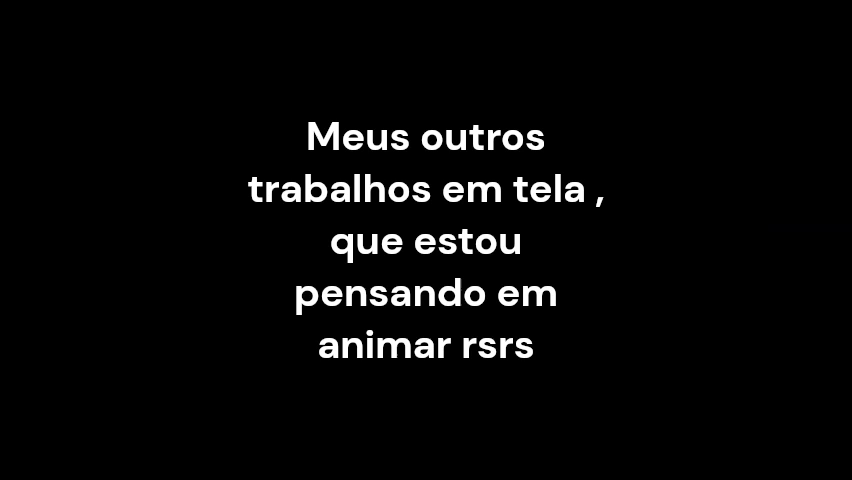 Meus outros
trabalhos em tela ,
que estou
pensando em
animar rsrs